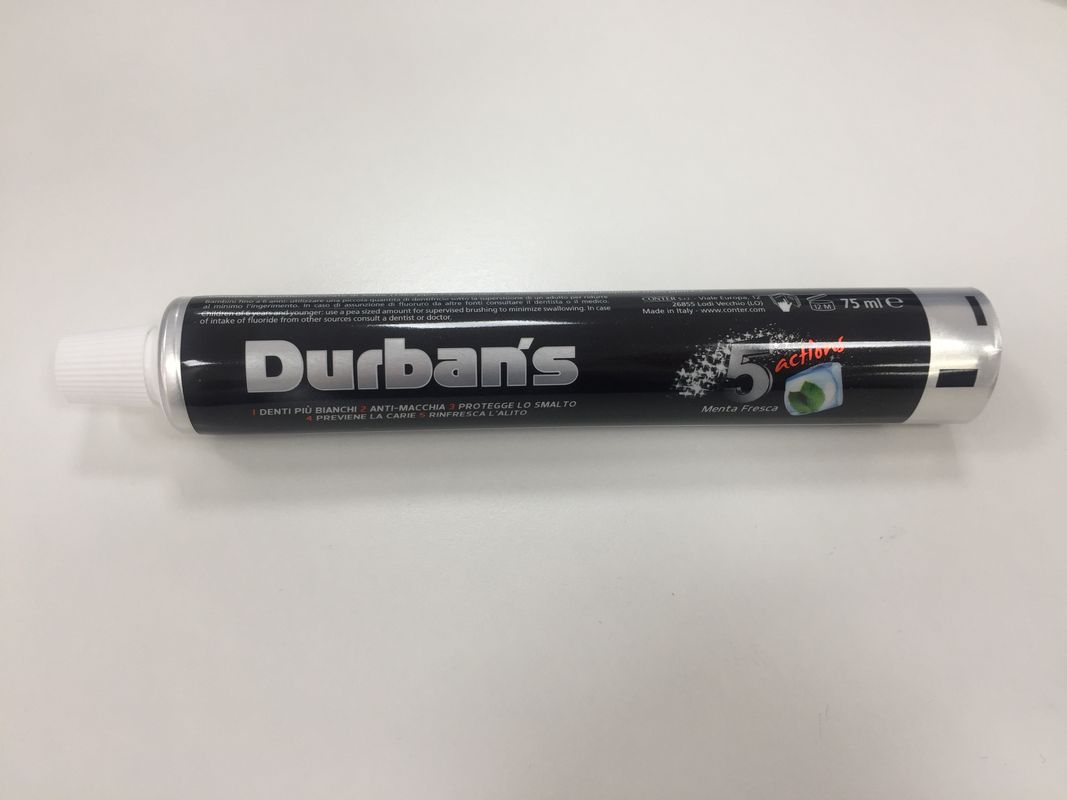 Bambini fino a 6 anni: utilizzare una piccola quantità di dentifricio sotto la supervisione di un adulto per ridurre
al minimo l'ingerimento. In caso di assunzione di fluoruro da altre fonti consultare il dentista o il medico.
Children of 6 years and younger: use a pea sized amount for supervised brushing to minimize swallowing. In case
of intake of fluoride from other sources consult a dentist or doctor.
CONTER S.r.l. - Viale Europa, 12
26855 Lodi Vecchio (LO)
Made in Italy - www.conter.com
12 M
75 ml ℮
Durban's
1 DENTI PIÙ BIANCHI 2 ANTI-MACCHIA 3 PROTEGGE LO SMALTO
4 PREVIENE LA CARIE 5 RINFRESCA L'ALITO
5 actions
Menta Fresca